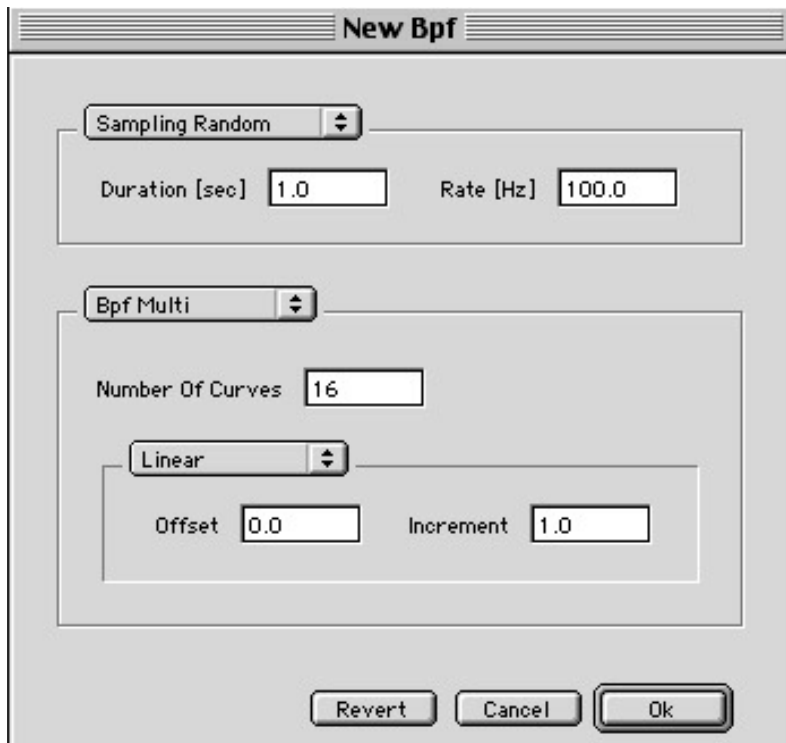 New Bpf
Sampling Random
Duration [sec] 1.0 Rate [Hz] 100.0
Bpf Multi
Number Of Curves 16
Linear
Offset 0.0 Increment 1.0
Revert Cancel Ok